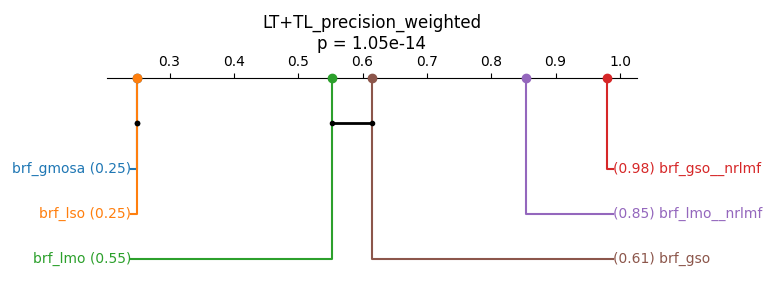 LT+TL_precision_weighted
p = 1.05e-14
0.3 0.4 0.5 0.6 0.7 0.8 0.9 1.0
brf_gmosa (0.25) (0.98) brf_gso__nrlmf
brf_lso (0.25) (0.85) brf_lmo__nrlmf
brf_lmo (0.55) (0.61) brf_gso